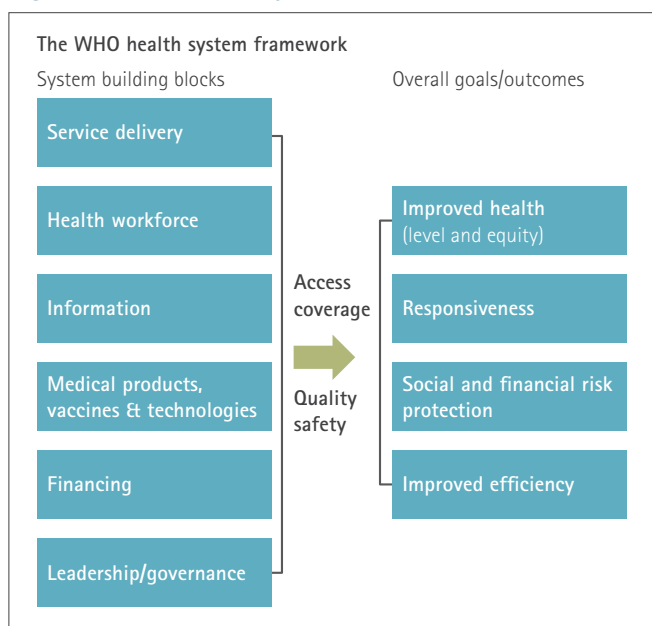 The WHO health system framework
System building blocks
Service delivery
Health workforce
Information
Medical products,
vaccines & technologies
Financing
Leadership/governance
Access
coverage
Quality
safety
Overall goals/outcomes
Improved health
(level and equity)
Responsiveness
Social and financial risk
protection
Improved efficiency